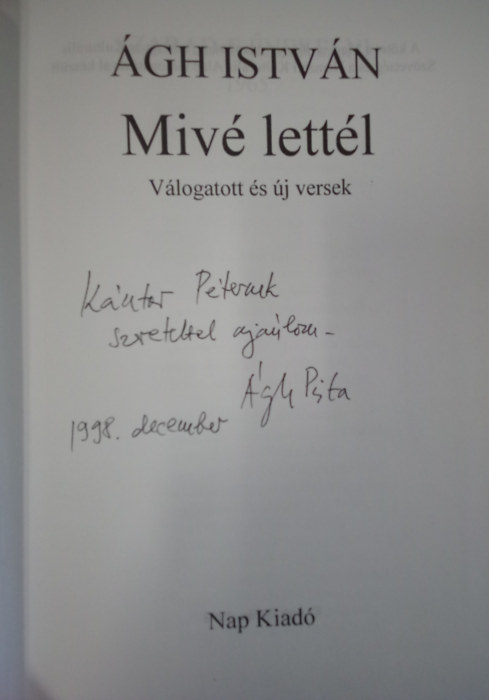 ÁGH ISTVÁN
Mivé lettél
Válogatott és új versek
Kántor Péternek
szeretettel ajánlom -
Ágh Pista
1998. december
Nap Kiadó